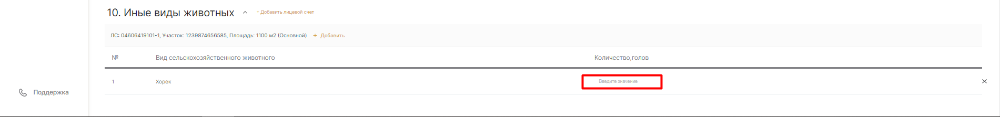 10. Иные виды животных + Добавить лицевой счет
ЛС: 04606419101-1, Участок: 1239874656585, Площадь: 1100 м2 (Основной) + Добавить
№ Вид сельскохозяйственного животного Количество,голов
1 Хорек Введите значение
Поддержка